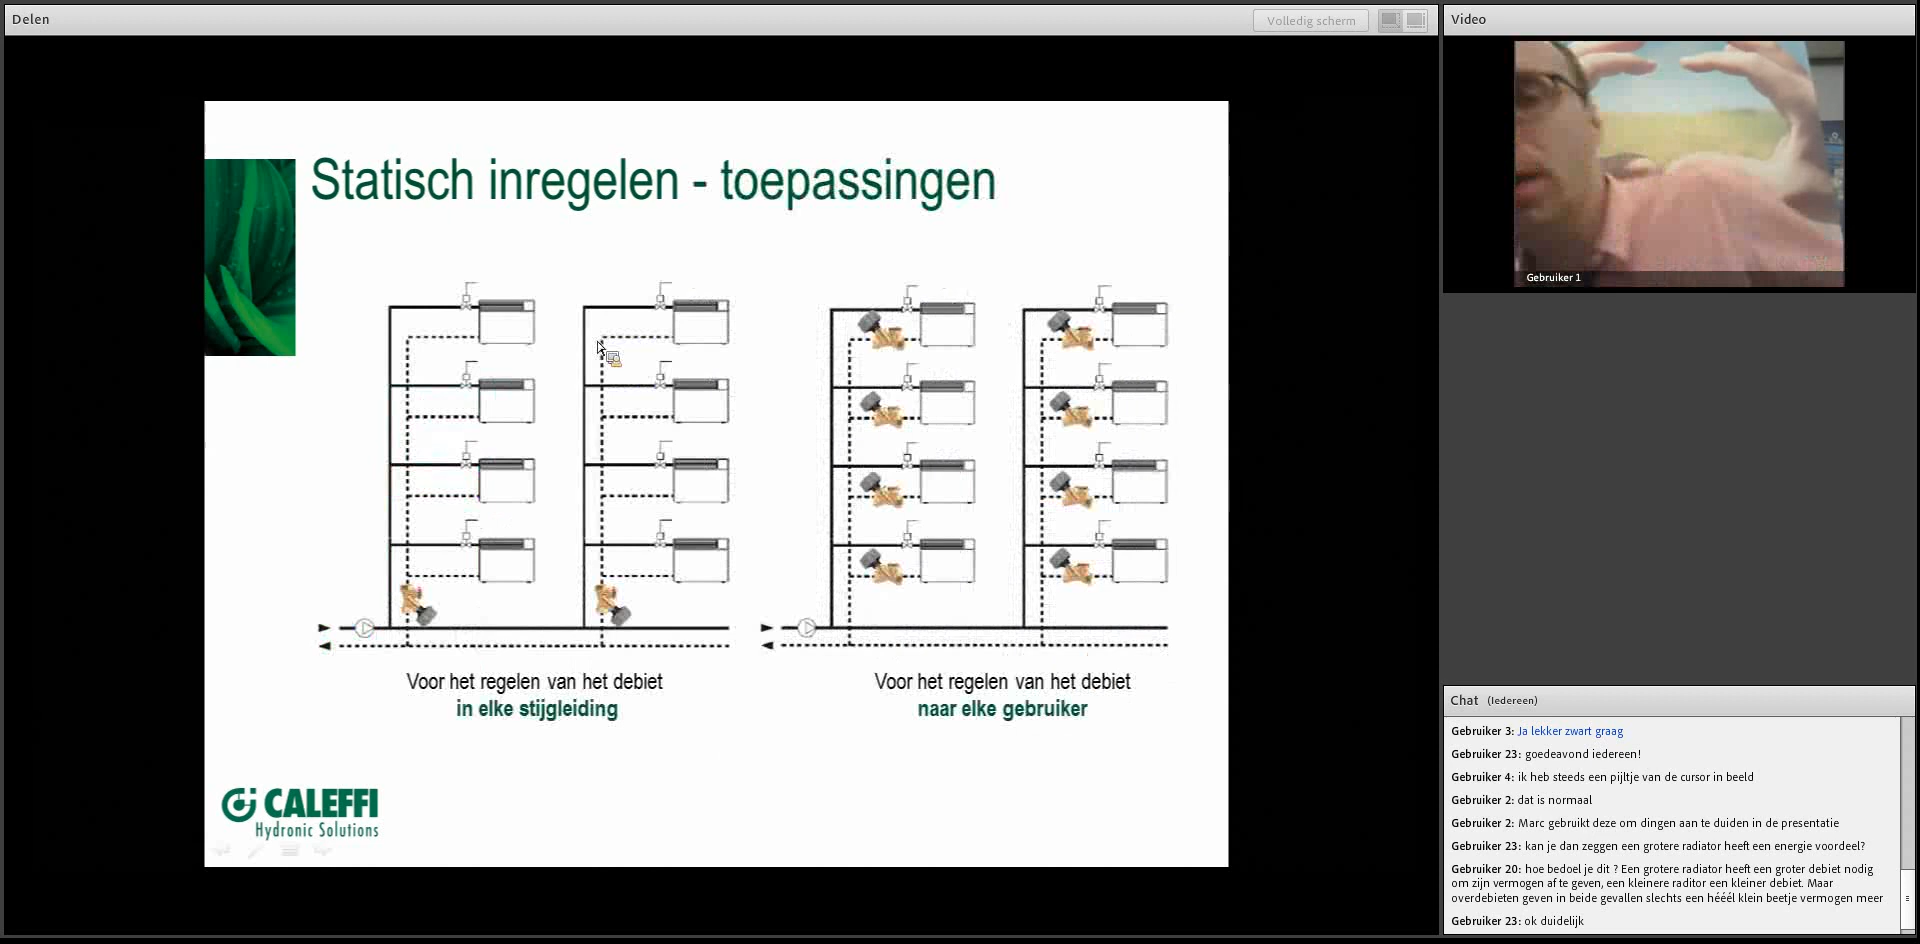 Delen
Volledig scherm
Video
Statisch inregelen - toepassingen
Voor het regelen van het debiet
in elke stijgleiding
Voor het regelen van het debiet
naar elke gebruiker
CALEFFI
Hydronic Solutions
Gebruiker 1
Chat (Iedereen)
Gebruiker 3: Ja lekker zwart graag
Gebruiker 23: goedeavond iedereen!
Gebruiker 4: ik heb steeds een pijltje van de cursor in beeld
Gebruiker 2: dat is normaal
Gebruiker 2: Marc gebruikt deze om dingen aan te duiden in de presentatie
Gebruiker 23: kan je dan zeggen een grotere radiator heeft een energie voordeel?
Gebruiker 20: hoe bedoel je dit ? Een grotere radiator heeft een groter debiet nodig
om zijn vermogen af te geven, een kleinere raditor een kleiner debiet. Maar
overdebieten geven in beide gevallen slechts een hééél klein beetje vermogen meer
Gebruiker 23: ok duidelijk